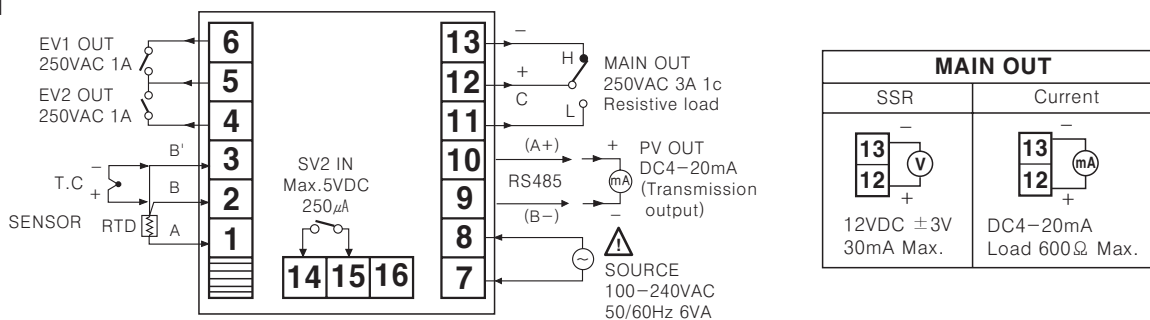 EV1 OUT
250VAC 1A
EV2 OUT
250VAC 1A
6
5
4
3
2
1
B'
B
A
−
T.C
+
SENSOR
RTD
SV2 IN
Max.5VDC
250㎂
14 15 16
13
12
11
10
9
8
7
−
H
+
C
L
MAIN OUT
250VAC 3A 1c
Resistive load
(A+)
RS485
(B−)
+
mA
−
PV OUT
DC4−20mA
(Transmission
output)
SOURCE
100−240VAC
50/60Hz 6VA
MAIN OUT
SSR
Current
−
13
12
V
+
12VDC ±3V
30mA Max.
−
13
12
mA
+
DC4−20mA
Load 600Ω Max.